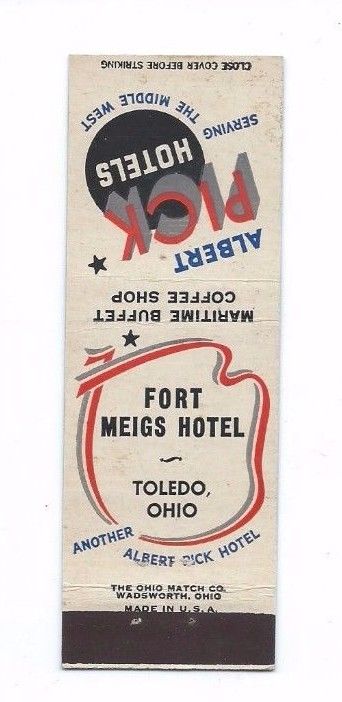 CLOSE COVER BEFORE STRIKING
SERVING THE MIDDLE WEST
ALBERT
PICK
HOTELS
MARITIME BUFFET
COFFEE SHOP
FORT
MEIGS HOTEL
TOLEDO,
OHIO
ANOTHER
ALBERT PICK HOTEL
THE OHIO MATCH CO.
WADSWORTH, OHIO
MADE IN U.S.A.